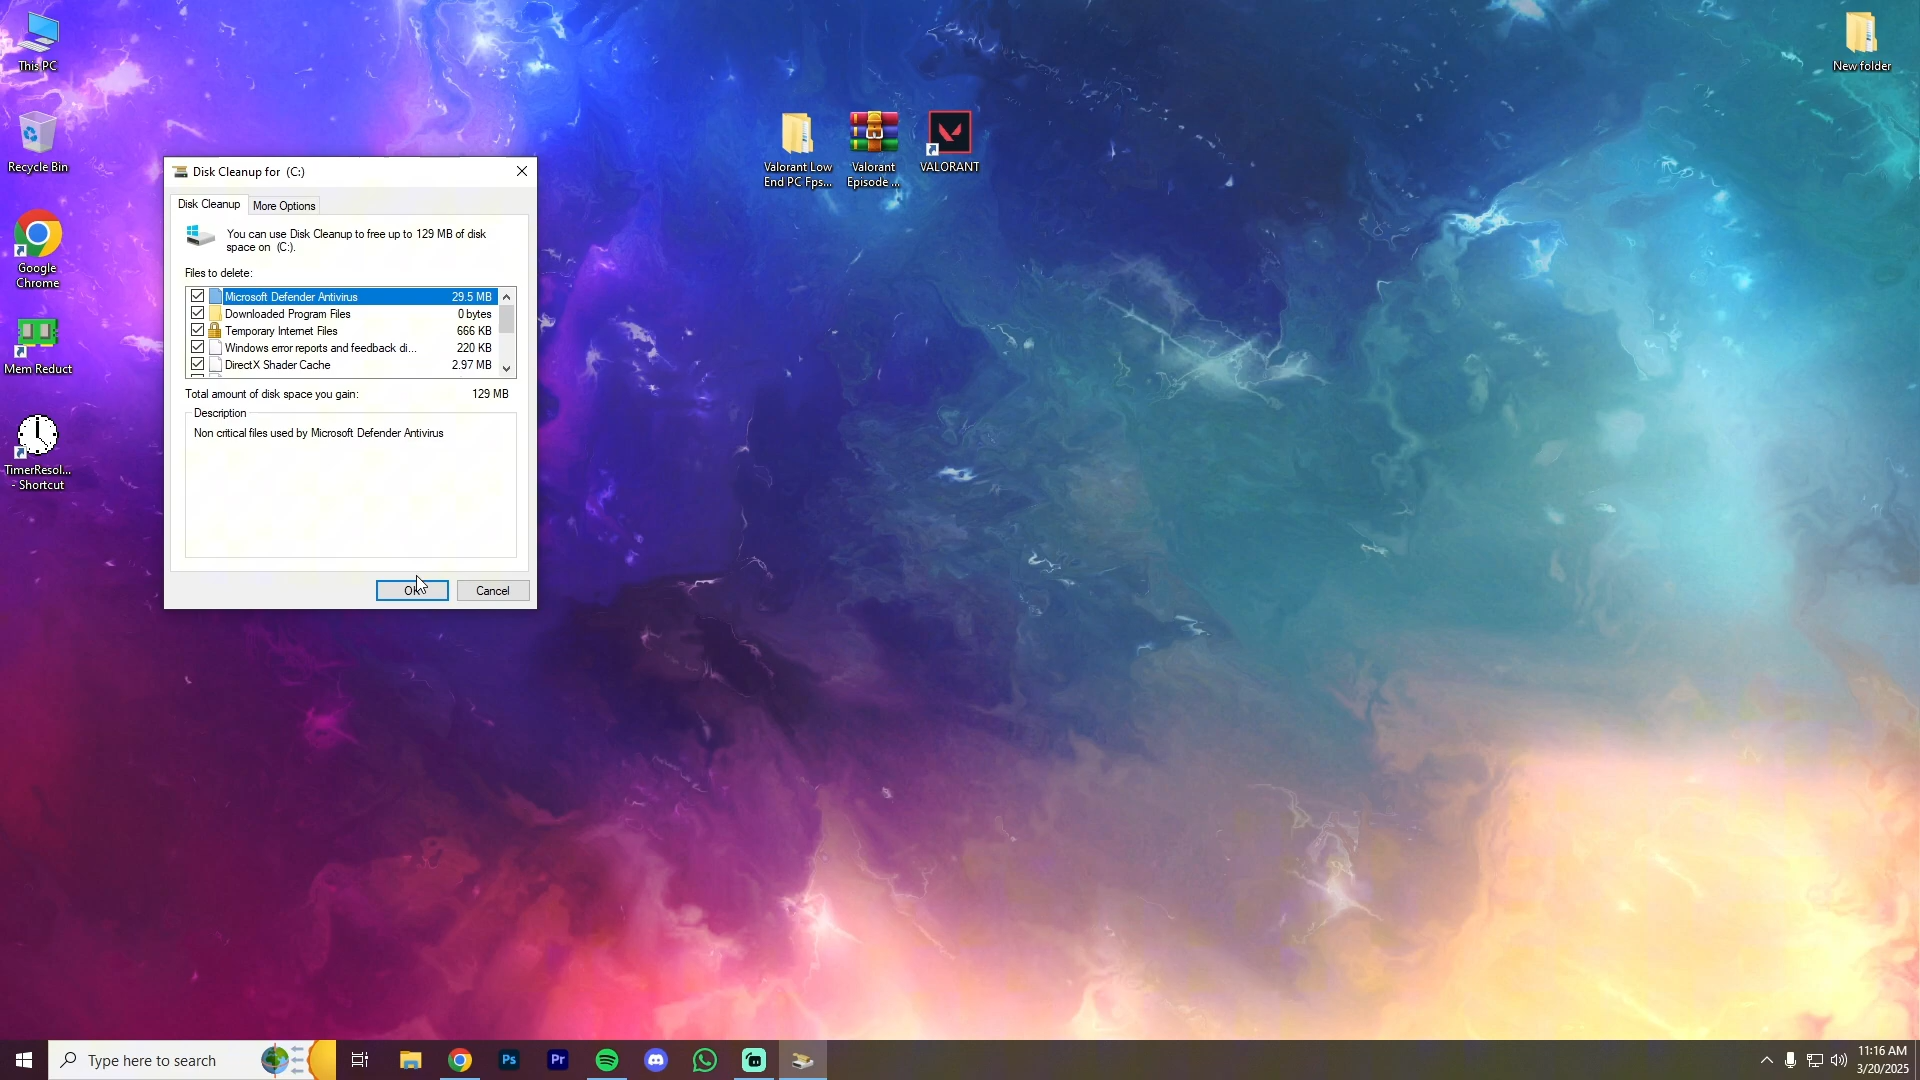 This PC
New folder
Recycle Bin
Valorant Low
End PC Fps...
Valorant
Episode ...
VALORANT
Disk Cleanup for (C:)
Disk Cleanup
More Options
You can use Disk Cleanup to free up to 129 MB of disk
space on (C:).
Files to delete:
Microsoft Defender Antivirus 29.5 MB
Downloaded Program Files 0 bytes
Temporary Internet Files 666 KB
Windows error reports and feedback di... 220 KB
DirectX Shader Cache 2.97 MB
Total amount of disk space you gain: 129 MB
Description
Non critical files used by Microsoft Defender Antivirus
OK
Cancel
Google
Chrome
Mem Reduct
TimerResol...
- Shortcut
Type here to search
Ps
Pr
11:16 AM
3/20/2025